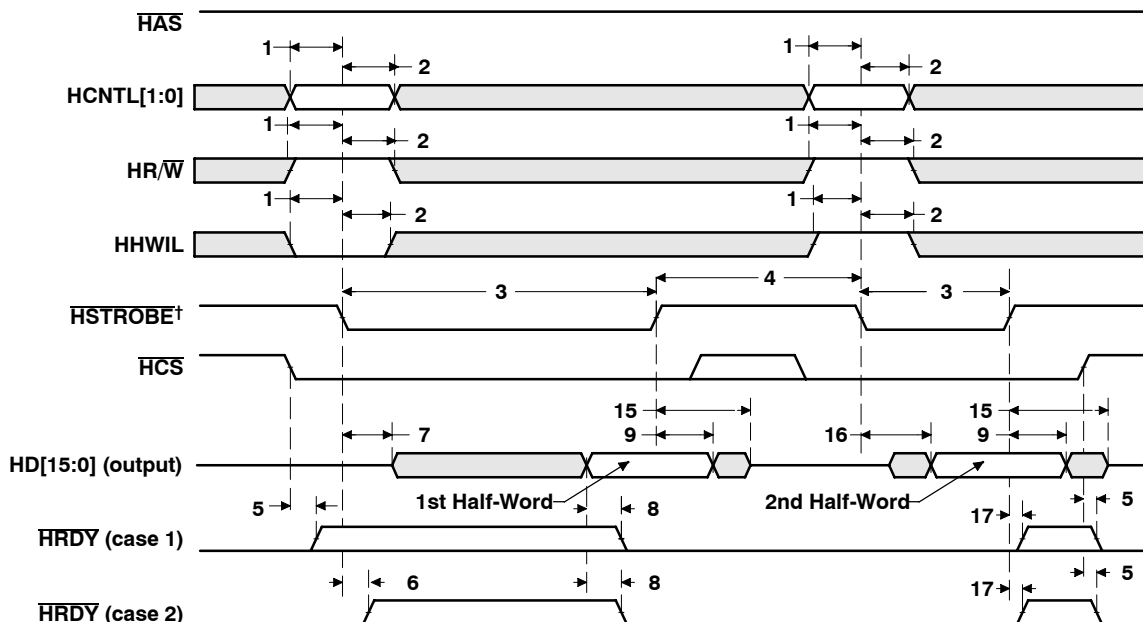 HAS
1 1
2 2
HCNTL[1:0]
1 1
2 2
HR/W
1 1
2 2
HHWIL
3 4 3
HSTROBE†
HCS
15 15
7 9 16 9
HD[15:0] (output)
1st Half-Word 2nd Half-Word
5 8 17 5
HRDY (case 1)
6 8 17 5
HRDY (case 2)